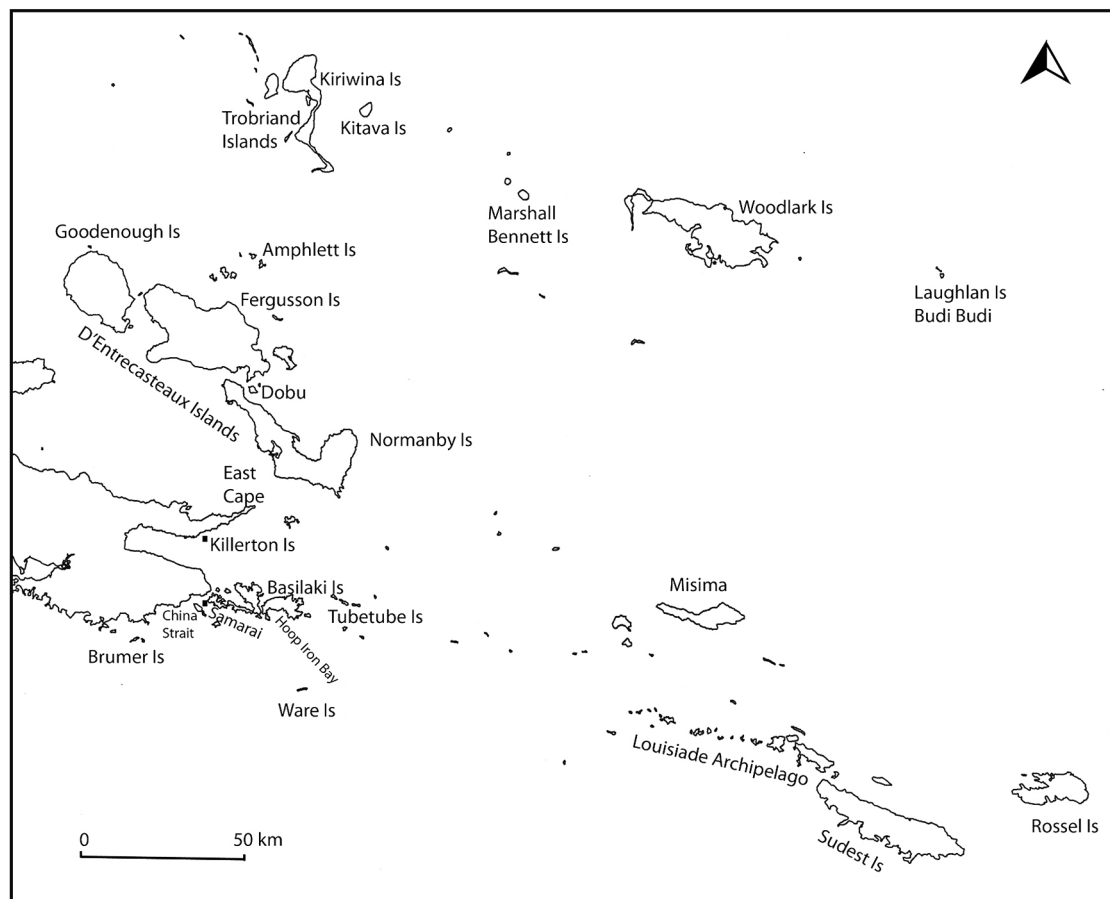 Kiriwina Is
Trobriand
Islands
Kitava Is
Marshall
Bennett Is
Woodlark Is
Goodenough Is
Amphlett Is
Fergusson Is
Laughlan Is
Budi Budi
D'Entrecasteaux Islands
Dobu
Normanby Is
East
Cape
Killerton Is
Basilaki Is
Misima
China
Strait
Samarai
Tubetube Is
Hoop Iron Bay
Brumer Is
Ware Is
Louisiade Archipelago
Rossel Is
Sudest Is
0 50 km